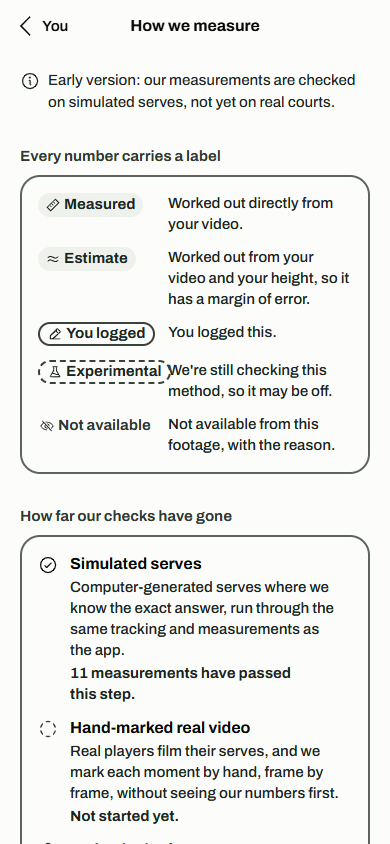 You
How we measure
Early version: our measurements are checked
on simulated serves, not yet on real courts.
Every number carries a label
Measured
Worked out directly from
your video.
Estimate
Worked out from your
video and your height, so it
has a margin of error.
You logged
You logged this.
Experimental
We're still checking this
method, so it may be off.
Not available
Not available from this
footage, with the reason.
How far our checks have gone
Simulated serves
Computer-generated serves where we
know the exact answer, run through the
same tracking and measurements as
the app.
11 measurements have passed
this step.
Hand-marked real video
Real players film their serves, and we
mark each moment by hand, frame by
frame, without seeing our numbers first.
Not started yet.